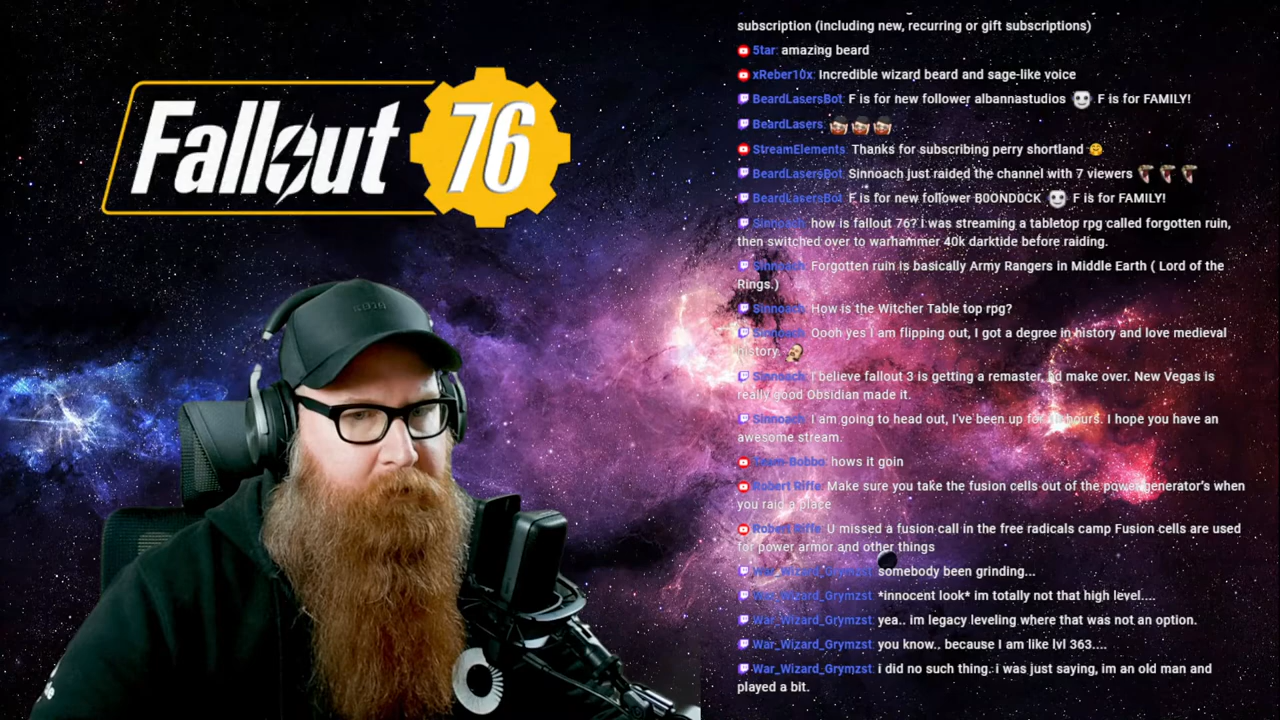 Fallout 76
subscription (including new, recurring or gift subscriptions)
5tar: amazing beard
xReber10x: Incredible wizard beard and sage-like voice
BeardLasersBot: F is for new follower albannastudios F is for FAMILY!
BeardLasers:
StreamElements: Thanks for subscribing perry shortland
BeardLasersBot: Sinnoach just raided the channel with 7 viewers
BeardLasersBot: F is for new follower B0OND0CK F is for FAMILY!
Sinnoach: how is fallout 76? i was streaming a tabletop rpg called forgotten ruin,
then switched over to warhammer 40k darktide before raiding.
Sinnoach: Forgotten ruin is basically Army Rangers in Middle Earth ( Lord of the
Rings.)
Sinnoach: How is the Witcher Table top rpg?
Sinnoach: Oooh yes I am flipping out, I got a degree in history and love medieval
history.
Sinnoach: I believe fallout 3 is getting a remaster, make over. New Vegas is
really good Obsidian made it.
Sinnoach: I am going to head out, I've been up for hours. I hope you have an
awesome stream.
Bobbo: hows it goin
Robert Riffe: Make sure you take the fusion cells out of the power generator's when
you raid a place
Robert Riffe: U missed a fusion call in the free radicals camp Fusion cells are used
for power armor and other things
War_Wizard_Grymzst: somebody been grinding...
War_Wizard_Grymzst: *innocent look* im totally not that high level....
War_Wizard_Grymzst: yea.. im legacy leveling where that was not an option.
War_Wizard_Grymzst: you know.. because I am like lvl 363....
War_Wizard_Grymzst: i did no such thing.. i was just saying, im an old man and
played a bit.